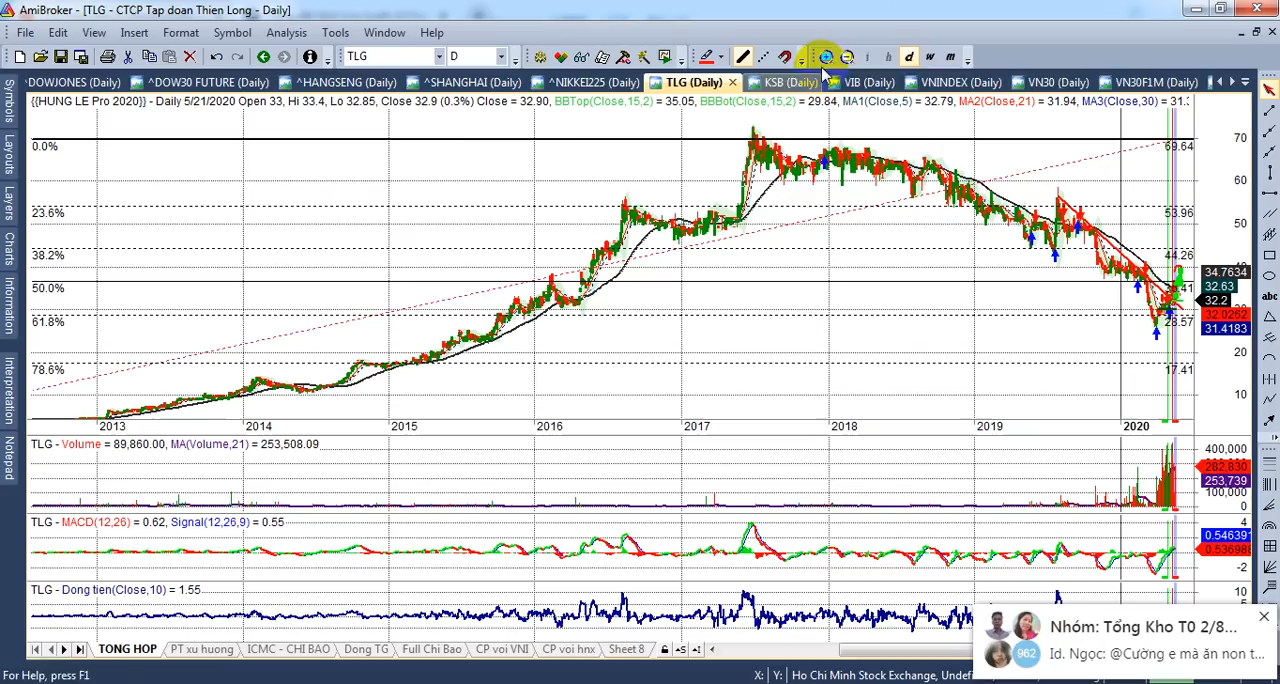 AmiBroker - [TLG - CTCP Tap doan Thien Long - Daily]
File Edit View Insert Format Symbol Analysis Tools Window Help
TLG D i h d w m
DOWJONES (Daily) ^DOW30 FUTURE (Daily) ^HANGSENG (Daily) ^SHANGHAI (Daily) ^NIKKEI225 (Daily) TLG (Daily) KSB (Daily) VIB (Daily) VNINDEX (Daily) VN30 (Daily) VN30F1M (Daily)
{{HUNG LE Pro 2020}} - Daily 5/21/2020 Open 33, Hi 33.4, Lo 32.85, Close 32.9 (0.3%) Close = 32.90, BBTop(Close,15,2) = 35.05, BBBot(Close,15,2) = 29.84, MA1(Close,5) = 32.79, MA2(Close,21) = 31.94, MA3(Close,30) = 31.
Symbols
Layouts
Layers
Charts
Information
Interpretation
Notepad
0.0% 69.64 70
60
23.6% 53.96 50
38.2% 44.26 40
50.0%
34.7634
32.63
32.2
61.8% 28.57 32.0262
31.4183
20
78.6% 17.41
10
2013 2014 2015 2016 2017 2018 2019 2020
TLG - Volume = 89,860.00, MA(Volume,21) = 253,508.09
400,000
282,830
253,739
100,000
0
TLG - MACD(12,26) = 0.62, Signal(12,26,9) = 0.55
4
0.54639
0.536988
-2
TLG - Dong tien(Close,10) = 1.55
10
5
Nhóm: Tổng Kho T0 2/8...
962 Id. Ngọc: @Cường e mà ăn non t...
TONG HOP PT xu huong ICMC - CHI BAO Dong TG Full Chi Bao CP voi VNI CP voi hnx Sheet 8
For Help, press F1 X: Y: Ho Chi Minh Stock Exchange, Undefi
abc